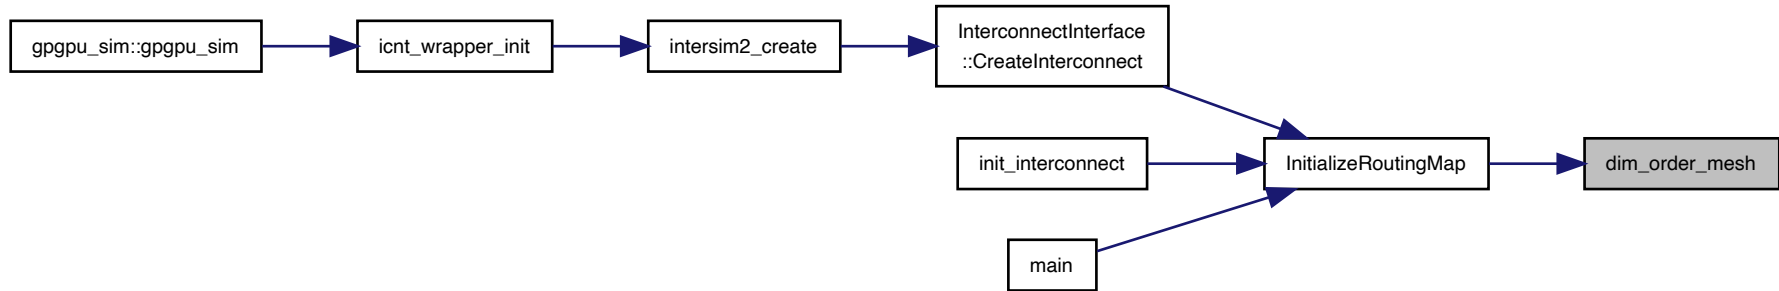 gpgpu_sim::gpgpu_sim
icnt_wrapper_init
intersim2_create
InterconnectInterface
::CreateInterconnect
init_interconnect
InitializeRoutingMap
dim_order_mesh
main